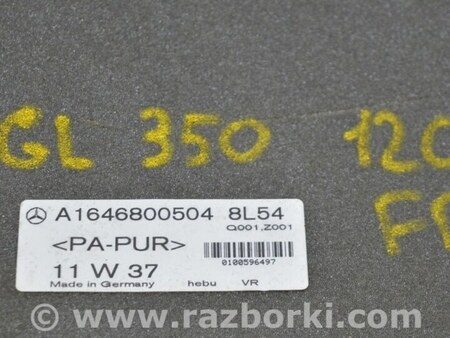 GL 350 120
FR
A1646800504 8L54
Q001,Z001
<PA-PUR>
0100596497
11 W 37
Made in Germany hebu VR
www.razborki.com